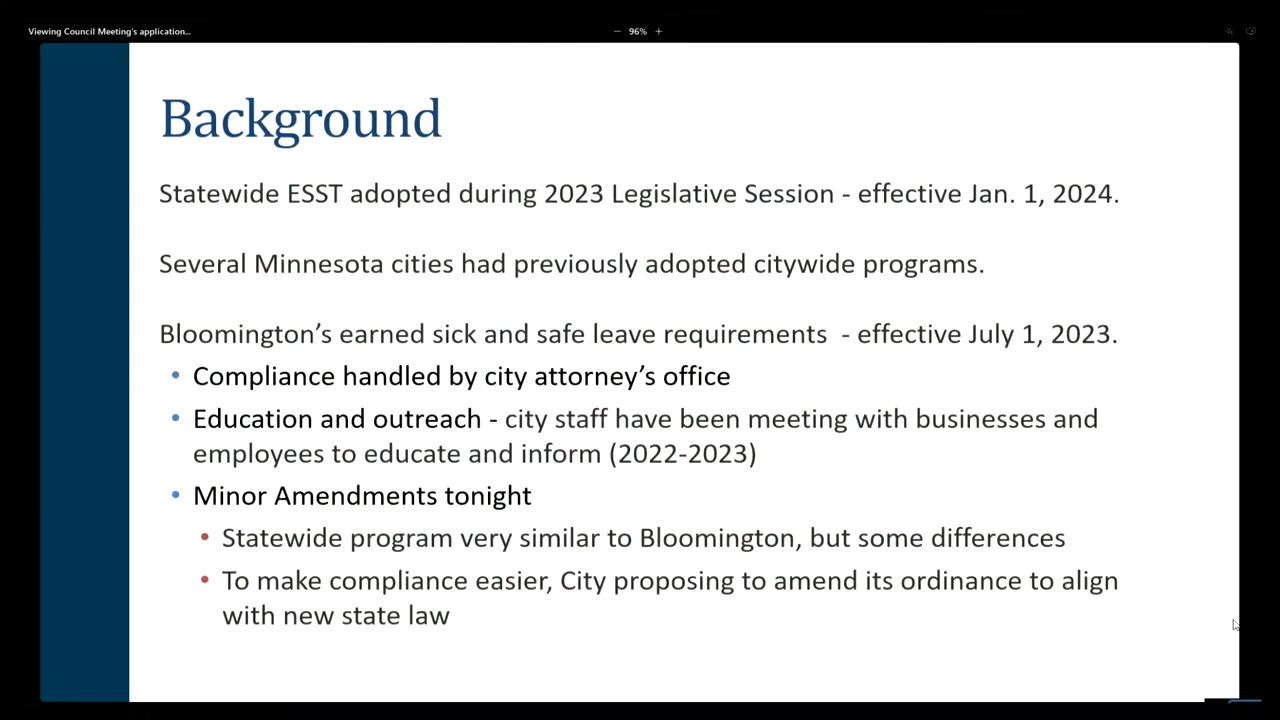 Viewing Council Meeting's application...
− 96% +
Background
Statewide ESST adopted during 2023 Legislative Session - effective Jan. 1, 2024.
Several Minnesota cities had previously adopted citywide programs.
Bloomington’s earned sick and safe leave requirements - effective July 1, 2023.
• Compliance handled by city attorney’s office
• Education and outreach - city staff have been meeting with businesses and
employees to educate and inform (2022-2023)
• Minor Amendments tonight
• Statewide program very similar to Bloomington, but some differences
• To make compliance easier, City proposing to amend its ordinance to align
with new state law